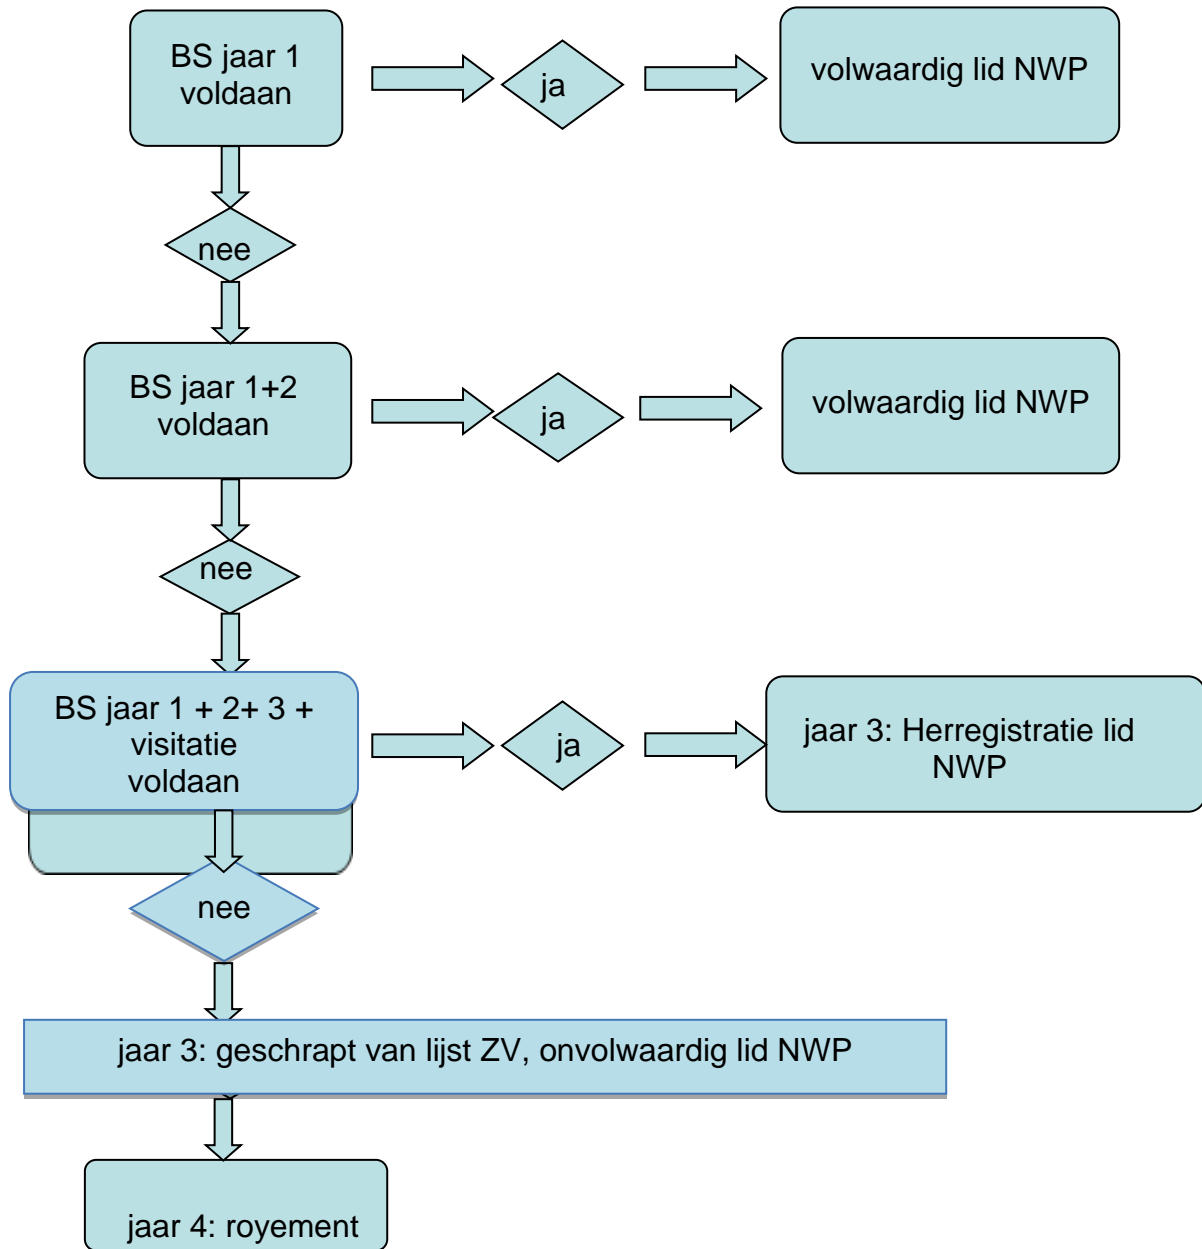 BS jaar 1
voldaan
ja
volwaardig lid NWP
nee
BS jaar 1+2
voldaan
ja
volwaardig lid NWP
nee
BS jaar 1 + 2+ 3 +
visitatie
voldaan
ja
jaar 3: Herregistratie lid
NWP
nee
jaar 3: geschrapt van lijst ZV, onvolwaardig lid NWP
jaar 4: royement